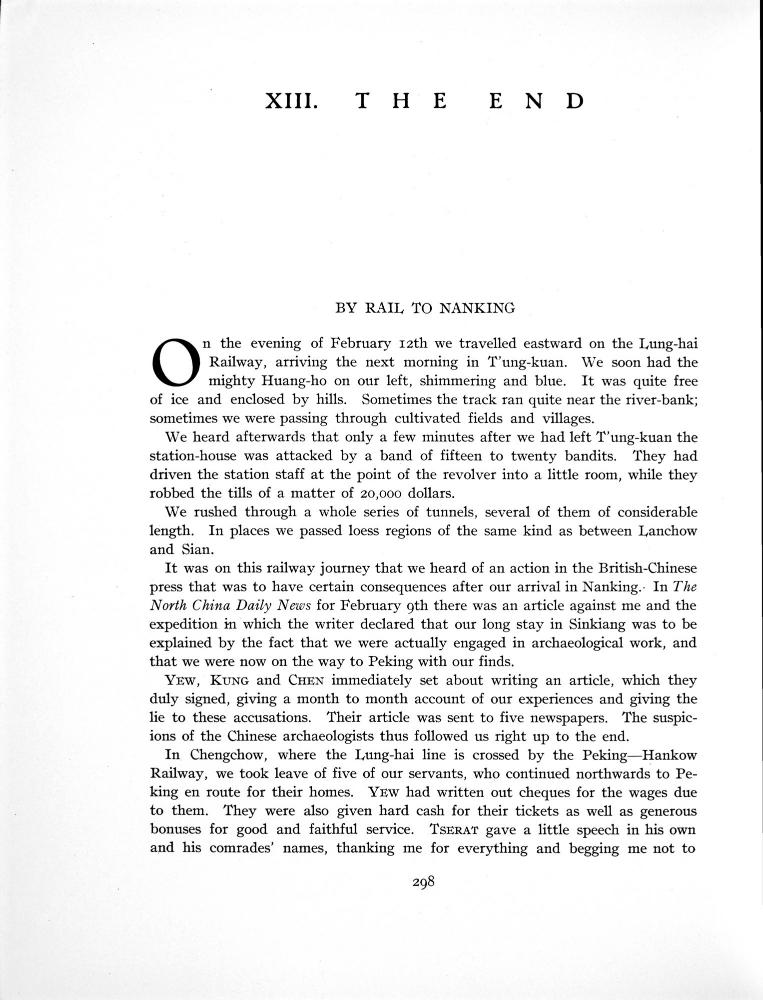 XIII. THE END
BY RAIL TO NANKING
On the evening of February 12th we travelled eastward on the Lung-hai
Railway, arriving the next morning in T'ung-kuan. We soon had the
mighty Huang-ho on our left, shimmering and blue. It was quite free
of ice and enclosed by hills. Sometimes the track ran quite near the river-bank;
sometimes we were passing through cultivated fields and villages.
We heard afterwards that only a few minutes after we had left T'ung-kuan the
station-house was attacked by a band of fifteen to twenty bandits. They had
driven the station staff at the point of the revolver into a little room, while they
robbed the tills of a matter of 20,000 dollars.
We rushed through a whole series of tunnels, several of them of considerable
length. In places we passed loess regions of the same kind as between Lanchow
and Sian.
It was on this railway journey that we heard of an action in the British-Chinese
press that was to have certain consequences after our arrival in Nanking. In The
North China Daily News for February 9th there was an article against me and the
expedition in which the writer declared that our long stay in Sinkiang was to be
explained by the fact that we were actually engaged in archaeological work, and
that we were now on the way to Peking with our finds.
YEW, KUNG and CHEN immediately set about writing an article, which they
duly signed, giving a month to month account of our experiences and giving the
lie to these accusations. Their article was sent to five newspapers. The suspic-
ions of the Chinese archaeologists thus followed us right up to the end.
In Chengchow, where the Lung-hai line is crossed by the Peking—Hankow
Railway, we took leave of five of our servants, who continued northwards to Pe-
king en route for their homes. YEW had written out cheques for the wages due
to them. They were also given hard cash for their tickets as well as generous
bonuses for good and faithful service. TSERAT gave a little speech in his own
and his comrades' names, thanking me for everything and begging me not to
298